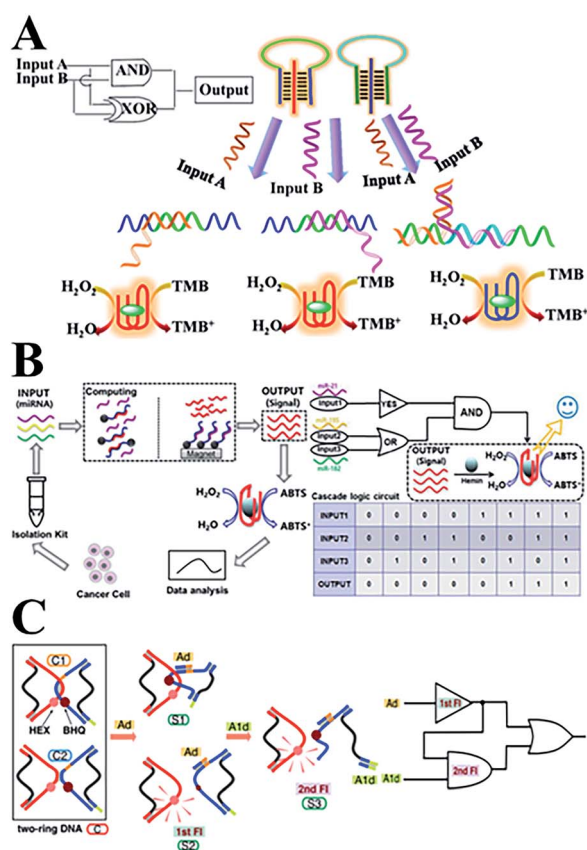 A
Input A
Input B
AND
XOR
Output
Input A
Input B
Input A
Input B
H₂O₂
TMB
H₂O
TMB⁺
H₂O₂
TMB
H₂O
TMB⁺
H₂O₂
TMB
H₂O
TMB⁺
B
INPUT
(miRNA)
Computing
Magnet
OUTPUT
(Signal)
miR-21
Input1
YES
Input2
Input3
OR
miR-182
AND
OUTPUT
(Signal)
Hemin
H₂O₂
ABTS
H₂O
ABTS⁺
H₂O₂
ABTS
H₂O
ABTS⁺
Isolation Kit
Cancer Cell
Data analysis
Cascade logic circuit
INPUT1 0 0 0 0 1 1 1 1
INPUT2 0 0 1 1 0 0 1 1
INPUT3 0 1 0 1 0 1 0 1
OUTPUT 0 0 0 0 0 1 1 1
C
C1
HEX
BHQ
C2
two-ring DNA C
Ad
Ad
S1
Ad
1st FI
S2
A1d
2nd FI
S3
A1d
Ad
1st FI
A1d
2nd FI